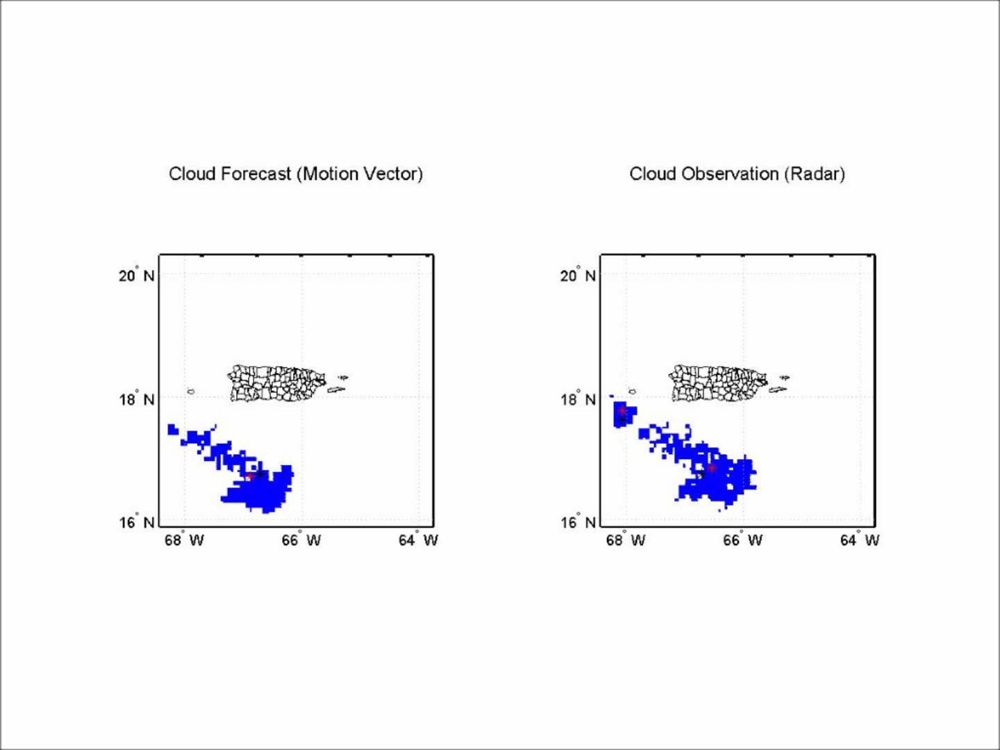 Cloud Forecast (Motion Vector)
Cloud Observation (Radar)
20° N
18° N
16° N
68° W
66° W
64° W
20° N
18° N
16° N
68° W
66° W
64° W